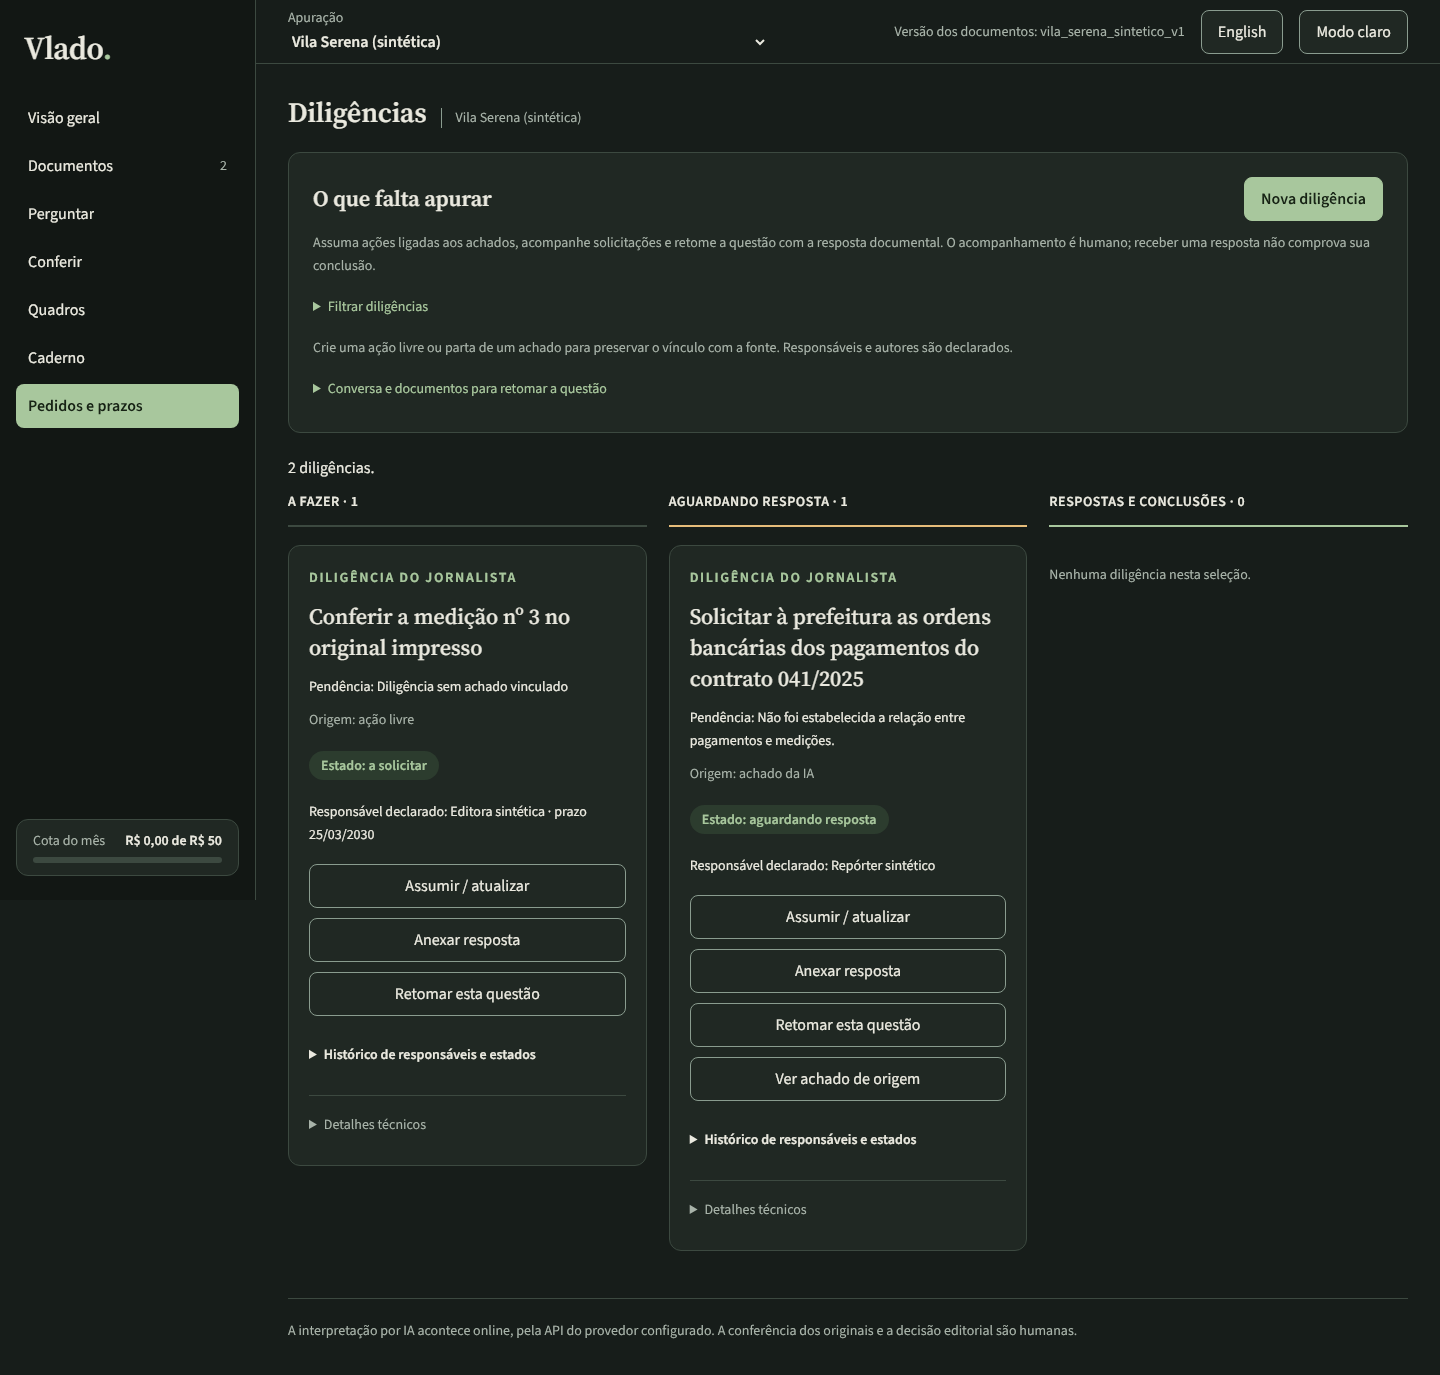 Vlado.
Visão geral
Documentos 2
Perguntar
Conferir
Quadros
Caderno
Pedidos e prazos
Cota do mês R$ 0,00 de R$ 50
Apuração
Vila Serena (sintética)
Versão dos documentos: vila_serena_sintetico_v1
English
Modo claro
Diligências
Vila Serena (sintética)
O que falta apurar
Nova diligência
Assuma ações ligadas aos achados, acompanhe solicitações e retome a questão com a resposta documental. O acompanhamento é humano; receber uma resposta não comprova sua
conclusão.
Filtrar diligências
Crie uma ação livre ou parta de um achado para preservar o vínculo com a fonte. Responsáveis e autores são declarados.
Conversa e documentos para retomar a questão
2 diligências.
A FAZER · 1
DILIGÊNCIA DO JORNALISTA
Conferir a medição nº 3 no
original impresso
Pendência: Diligência sem achado vinculado
Origem: ação livre
Estado: a solicitar
Responsável declarado: Editora sintética · prazo
25/03/2030
Assumir / atualizar
Anexar resposta
Retomar esta questão
Histórico de responsáveis e estados
Detalhes técnicos
AGUARDANDO RESPOSTA · 1
DILIGÊNCIA DO JORNALISTA
Solicitar à prefeitura as ordens
bancárias dos pagamentos do
contrato 041/2025
Pendência: Não foi estabelecida a relação entre
pagamentos e medições.
Origem: achado da IA
Estado: aguardando resposta
Responsável declarado: Repórter sintético
Assumir / atualizar
Anexar resposta
Retomar esta questão
Ver achado de origem
Histórico de responsáveis e estados
Detalhes técnicos
RESPOSTAS E CONCLUSÕES · 0
Nenhuma diligência nesta seleção.
A interpretação por IA acontece online, pela API do provedor configurado. A conferência dos originais e a decisão editorial são humanas.